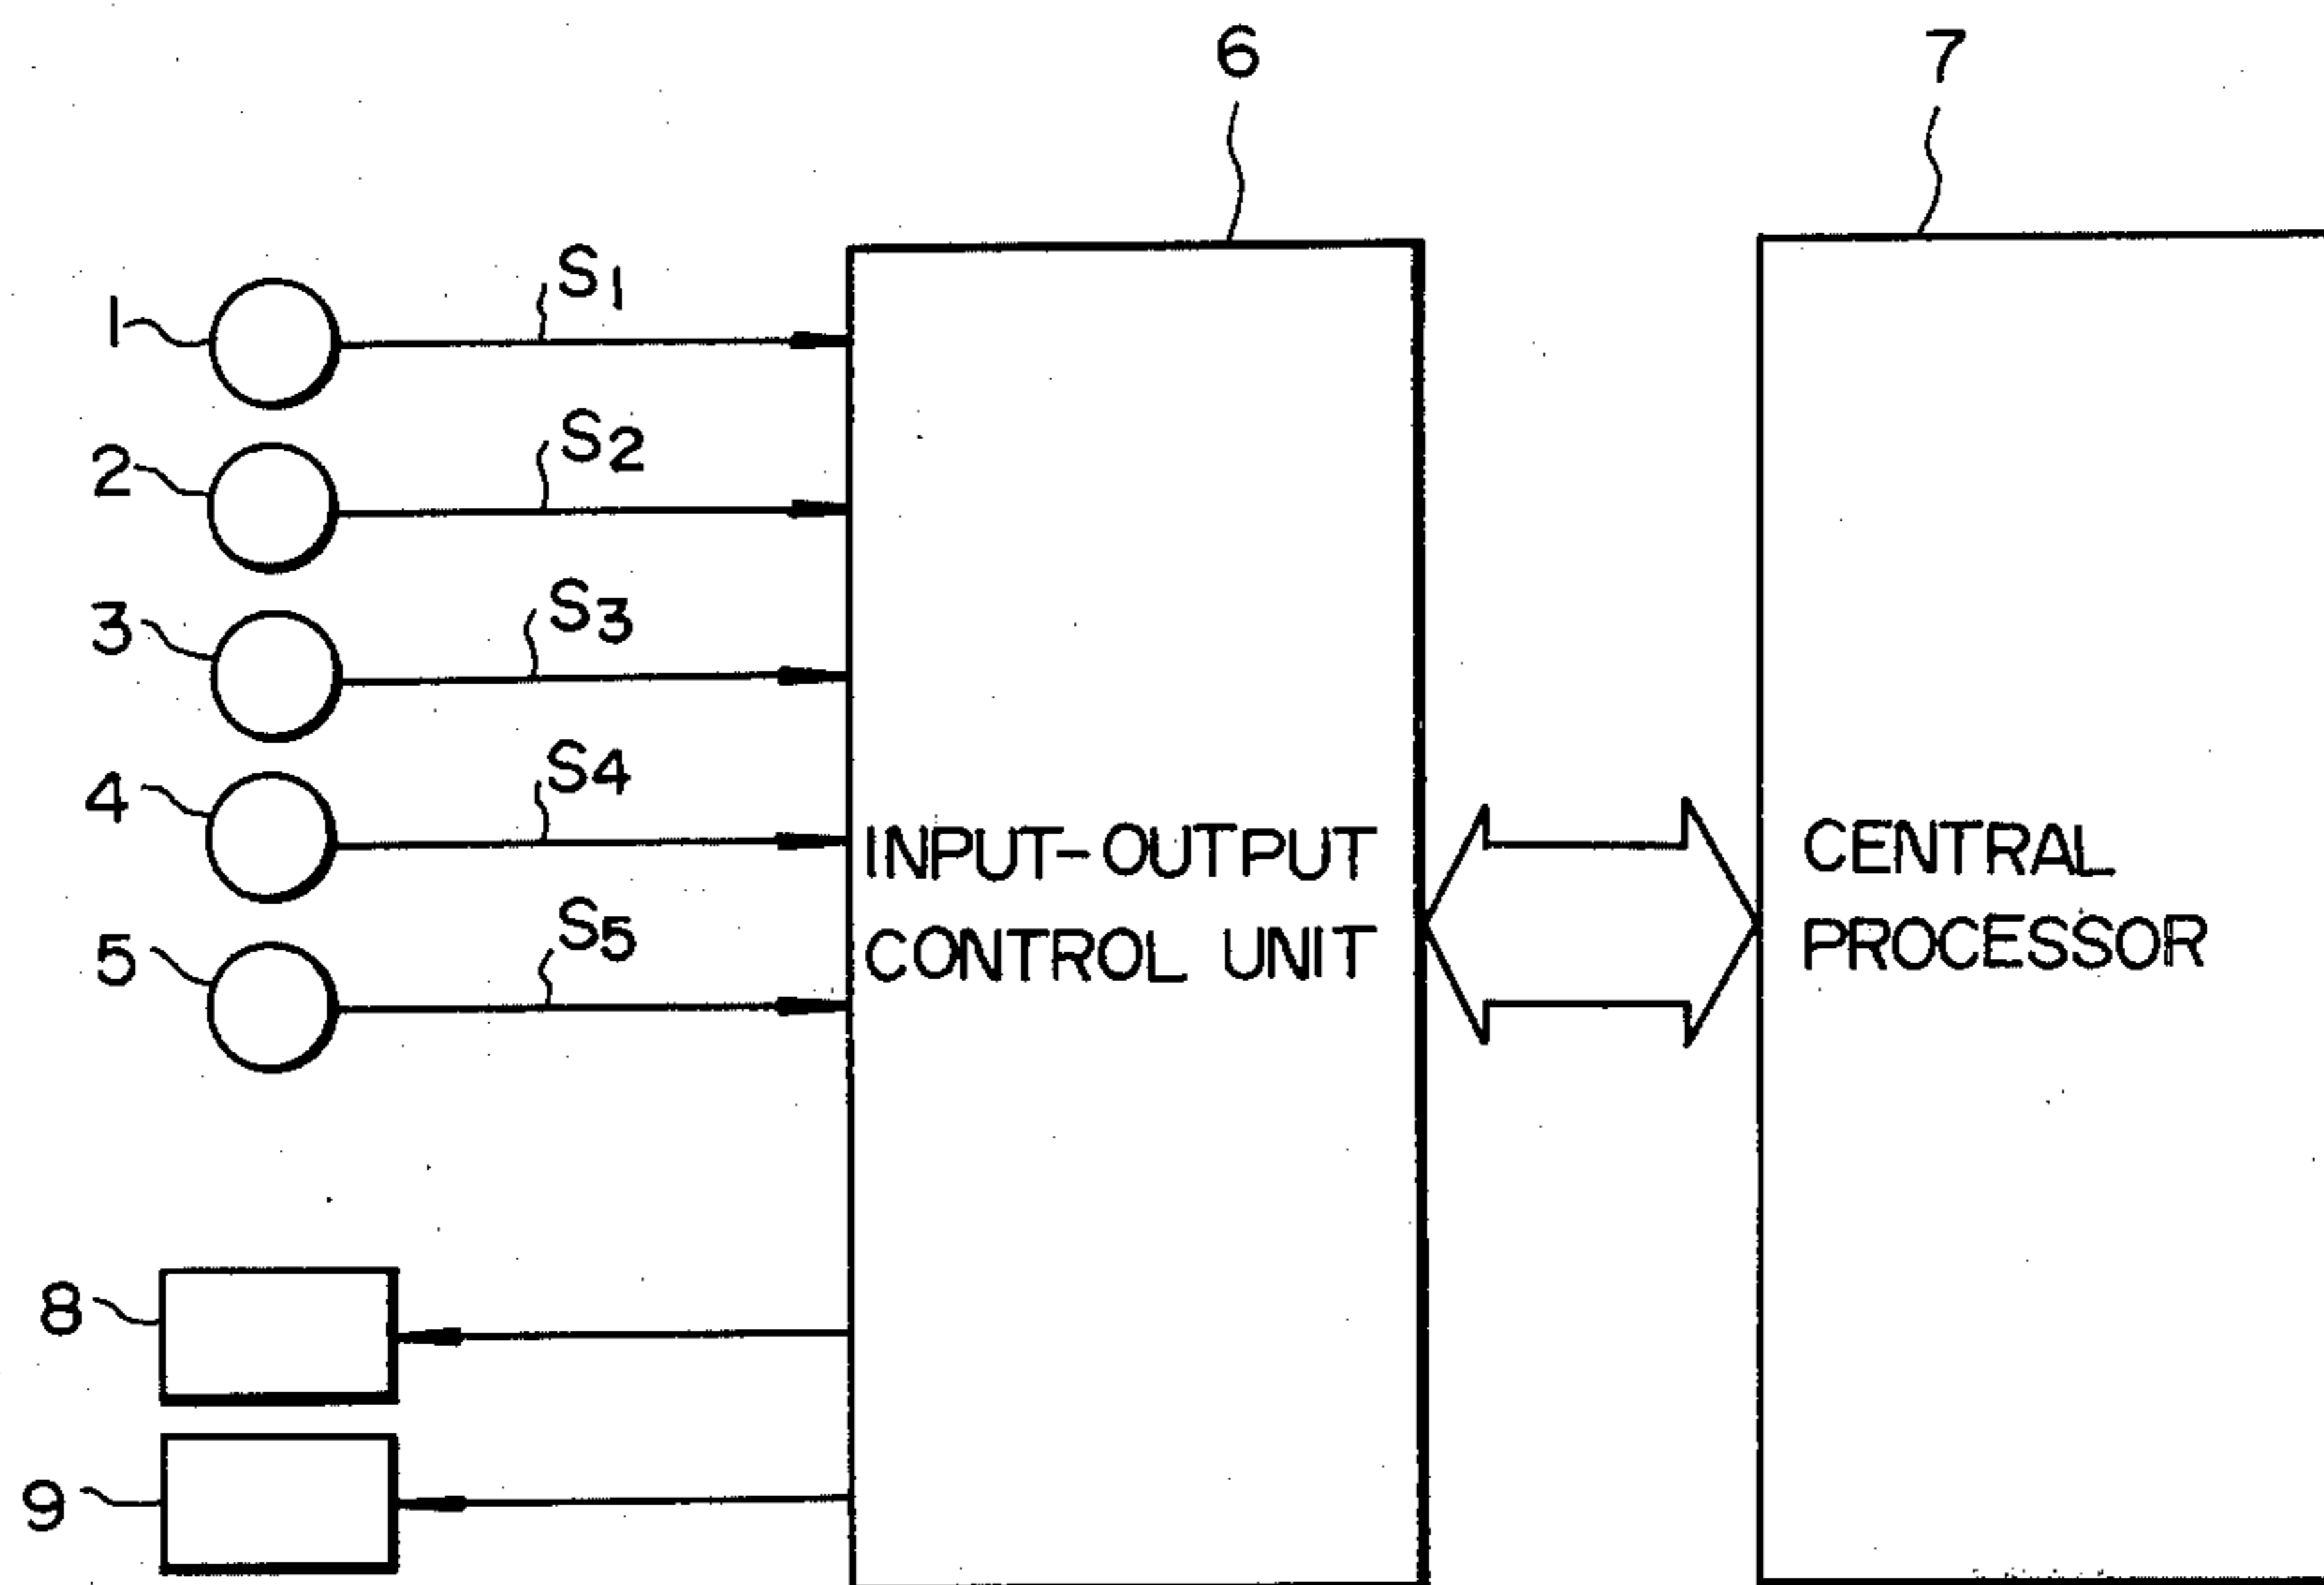 6
7
1
S1
2
S2
3
S3
4
S4
5
S5
INPUT-OUTPUT
CONTROL UNIT
CENTRAL
PROCESSOR
8
9